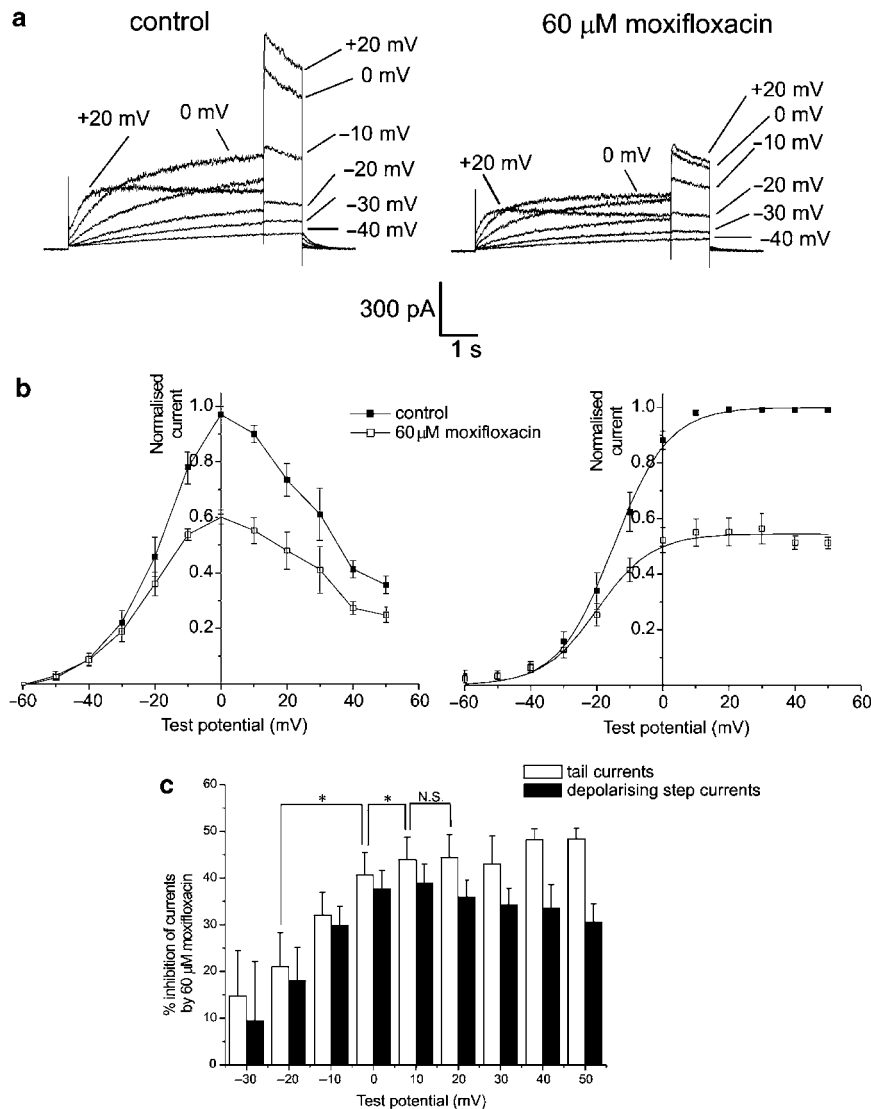 a
control
60 μM moxifloxacin
+20 mV
0 mV
+20 mV
0 mV
–10 mV
–20 mV
–30 mV
–40 mV
+20 mV
0 mV
+20 mV
0 mV
–10 mV
–20 mV
–30 mV
–40 mV
300 pA
1 s
b
Normalised
current
1.0
0.8
0.6
0.4
0.2
–60 –40 –20 0 20 40 60
Test potential (mV)
control
60 μM moxifloxacin
Normalised
current
1.0
0.8
0.6
0.4
0.2
–60 –40 –20 0 20 40 60
Test potential (mV)
c
tail currents
depolarising step currents
* * N.S.
% inhibition of currents
by 60 μM moxifloxacin
60
50
40
30
20
10
0
–30 –20 –10 0 10 20 30 40 50
Test potential (mV)